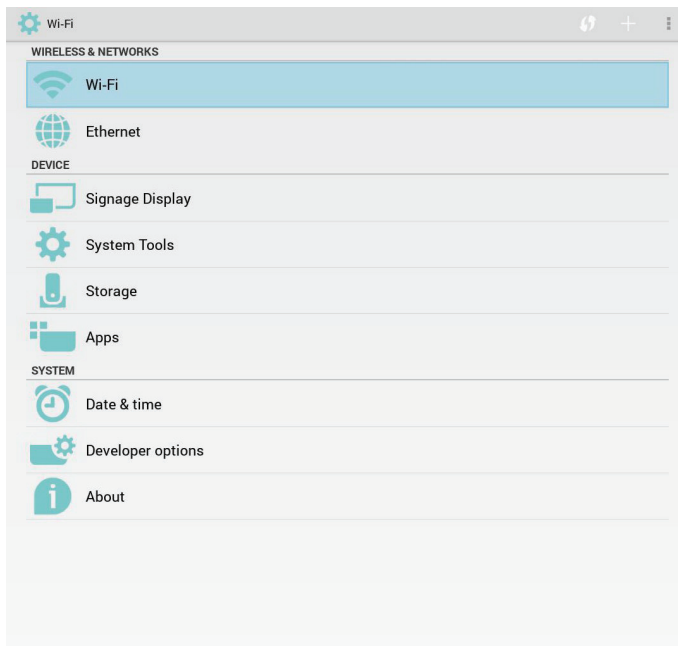 Wi-Fi
WIRELESS & NETWORKS
Wi-Fi
Ethernet
DEVICE
Signage Display
System Tools
Storage
Apps
SYSTEM
Date & time
Developer options
About